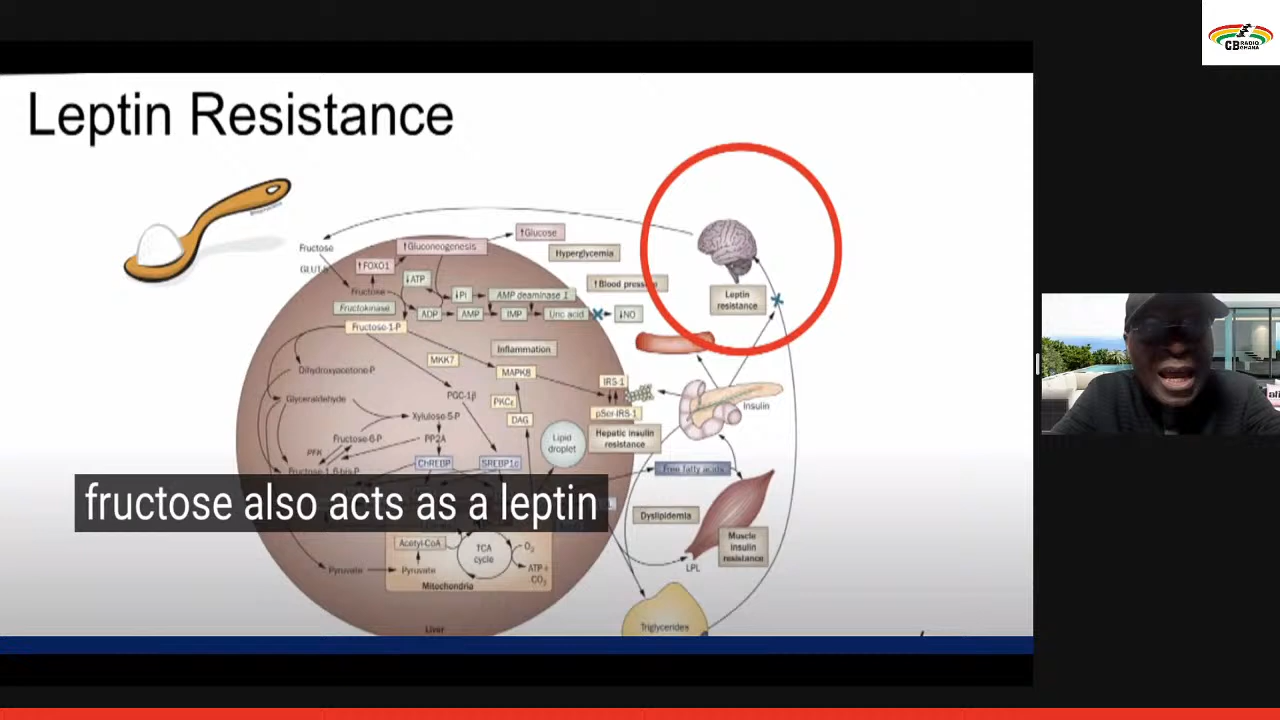 CB RADIO
GHANA
Leptin Resistance
Fructose
↑Gluconeogenesis
↑Glucose
Hyperglycemia
↑FOXO1
↓ATP
↑Blood
Fructose
Fructokinase
↓Pi
AMP deaminase 1
ADP
AMP
IMP
Uric acid
↓NO
Leptin
resistance
Fructose-1-P
Inflammation
MKK7
MAPK8
Dihydroxyacetone-P
IRS-1
Glyceraldehyde
PGC-1β
PKCε
pSer-IRS-1
Insulin
Xylulose-5-P
DAG
Hepatic insulin
resistance
Lipid
droplet
Fructose-6-P
PP2A
PFK
ChREBP
SREBP1c
Free fatty acids
fructose also acts as a leptin
Dyslipidemia
Muscle
insulin
resistance
Acetyl-CoA
TCA
cycle
O₂
ATP+
CO₂
LPL
Pyruvate
Pyruvate
Mitochondria
Liver
Triglycerides